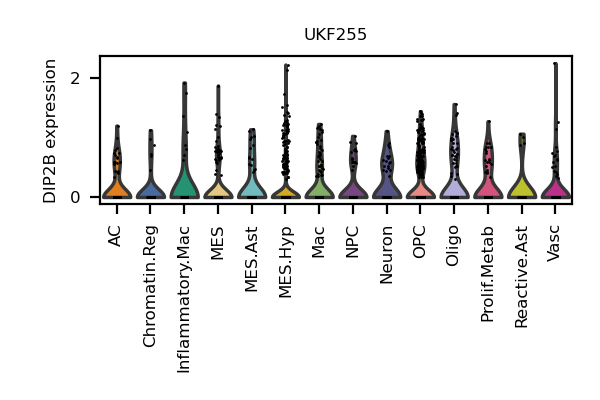 UKF255
DIP2B expression
2
0
AC
Chromatin.Reg
Inflammatory.Mac
MES
MES.Ast
MES.Hyp
Mac
NPC
Neuron
OPC
Oligo
Prolif.Metab
Reactive.Ast
Vasc